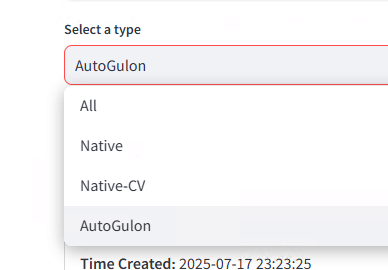 Select a type
AutoGulon
All
Native
Native-CV
AutoGulon
Time Created: 2025-07-17 23:23:25